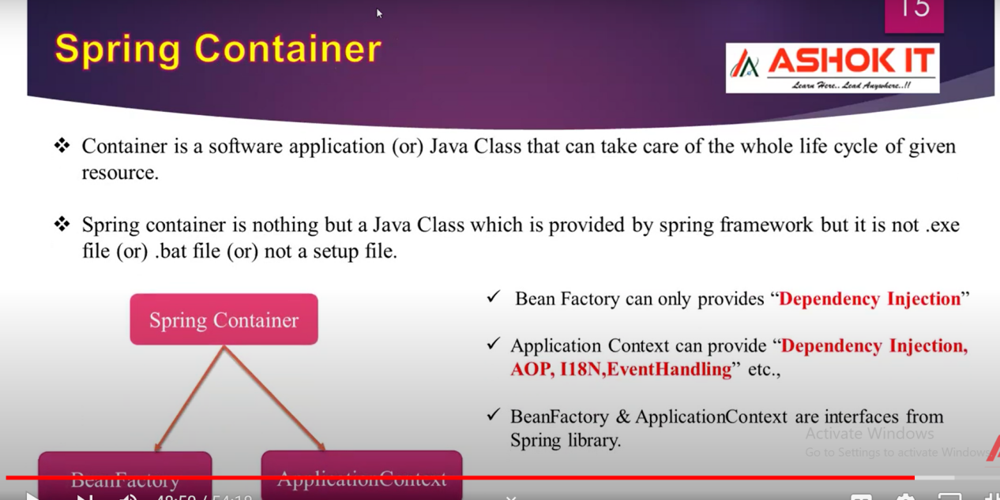 15
Spring Container
ASHOK IT
Learn Here.. Lead Anywhere..!!
❖ Container is a software application (or) Java Class that can take care of the whole life cycle of given
resource.
❖ Spring container is nothing but a Java Class which is provided by spring framework but it is not .exe
file (or) .bat file (or) not a setup file.
Spring Container
BeanFactory
ApplicationContext
✓ Bean Factory can only provides “Dependency Injection”
✓ Application Context can provide “Dependency Injection,
AOP, I18N,EventHandling” etc.,
✓ BeanFactory & ApplicationContext are interfaces from
Spring library.
Activate Windows
Go to Settings to activate Windows